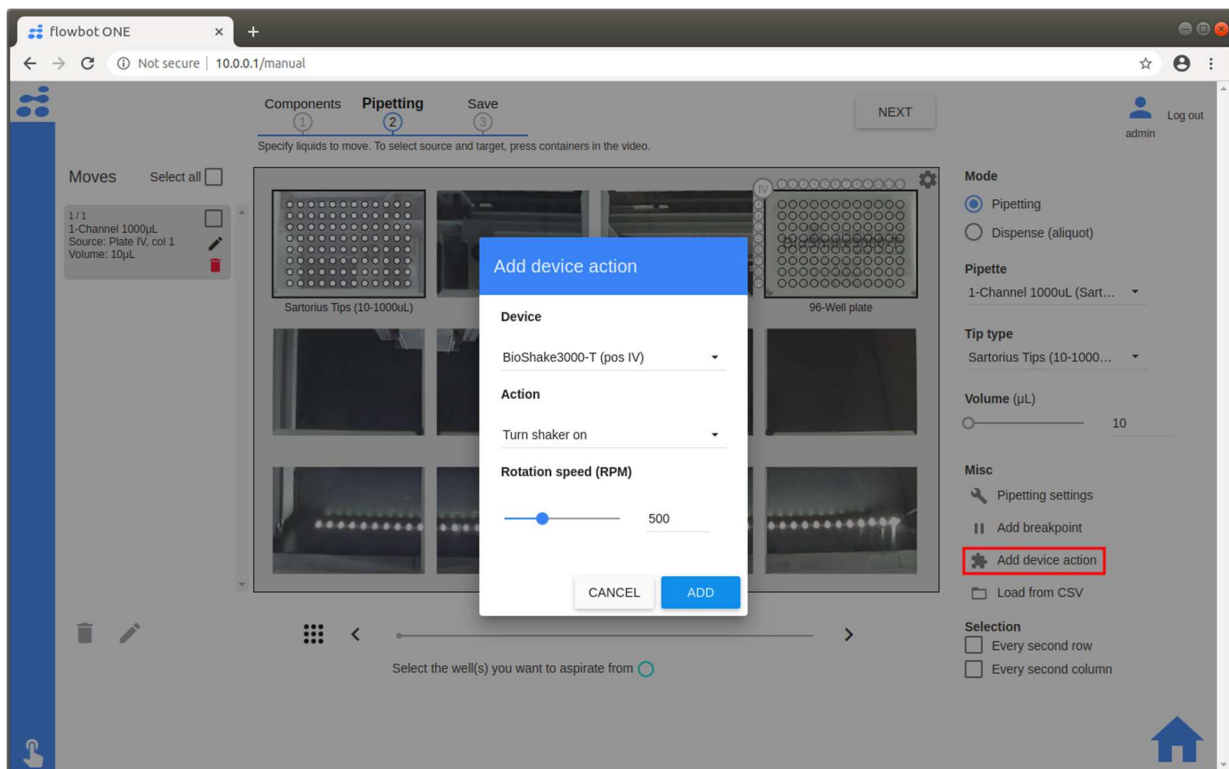 flowbot ONE
Not secure | 10.0.0.1/manual
Components Pipetting Save
1 2 3
Specify liquids to move. To select source and target, press containers in the video.
NEXT
admin
Log out
Moves Select all
1 / 1
1-Channel 1000µL
Source: Plate IV, col 1
Volume: 10µL
IV
Sartorius Tips (10-1000uL)
96-Well plate
Add device action
Device
BioShake3000-T (pos IV)
Action
Turn shaker on
Rotation speed (RPM)
500
CANCEL ADD
Select the well(s) you want to aspirate from
Mode
Pipetting
Dispense (aliquot)
Pipette
1-Channel 1000uL (Sart...
Tip type
Sartorius Tips (10-1000...
Volume (µL)
10
Misc
Pipetting settings
Add breakpoint
Add device action
Load from CSV
Selection
Every second row
Every second column